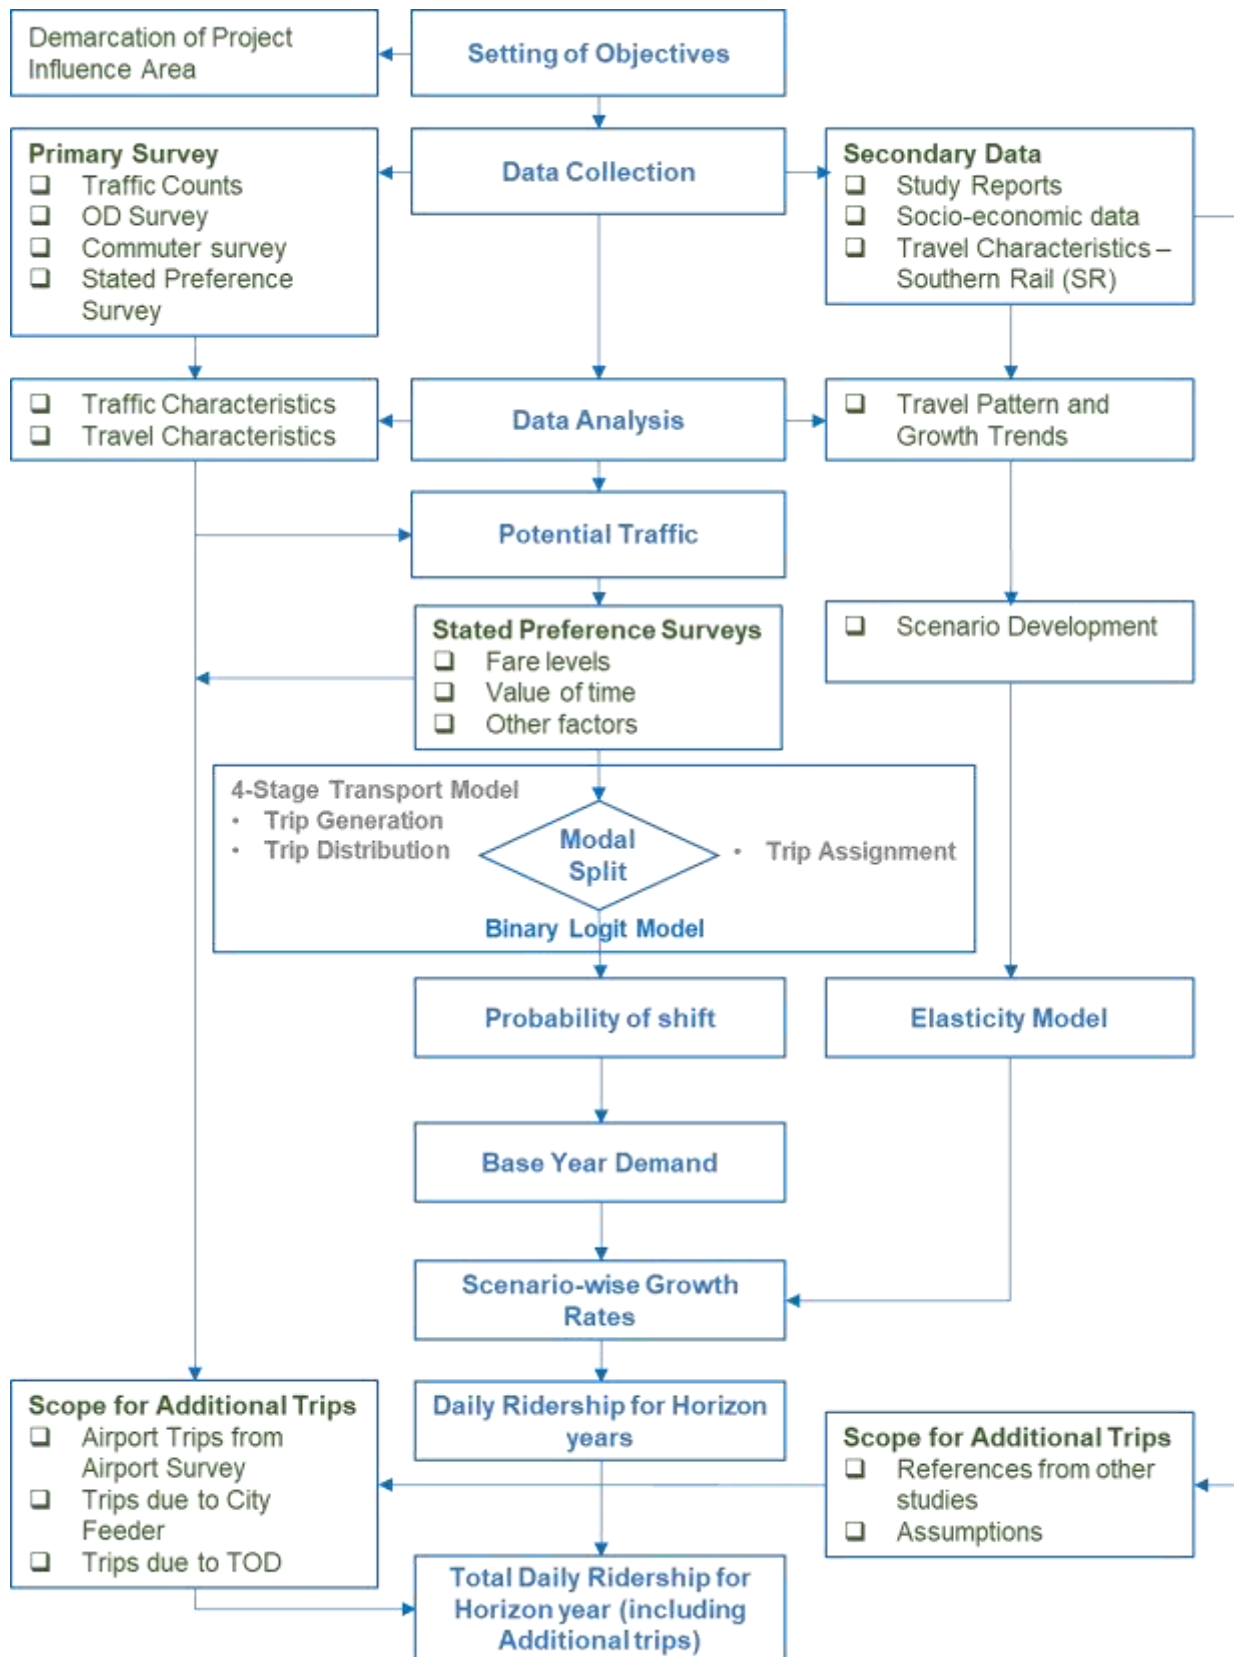 Demarcation of Project
Influence Area
Setting of Objectives
Primary Survey
❑ Traffic Counts
❑ OD Survey
❑ Commuter survey
❑ Stated Preference
Survey
Data Collection
Secondary Data
❑ Study Reports
❑ Socio-economic data
❑ Travel Characteristics –
Southern Rail (SR)
❑ Traffic Characteristics
❑ Travel Characteristics
Data Analysis
❑ Travel Pattern and
Growth Trends
Potential Traffic
Stated Preference Surveys
❑ Fare levels
❑ Value of time
❑ Other factors
❑ Scenario Development
4-Stage Transport Model
• Trip Generation
• Trip Distribution
Modal
Split
• Trip Assignment
Binary Logit Model
Probability of shift
Elasticity Model
Base Year Demand
Scenario-wise Growth
Rates
Scope for Additional Trips
❑ Airport Trips from
Airport Survey
❑ Trips due to City
Feeder
❑ Trips due to TOD
Daily Ridership for Horizon
years
Scope for Additional Trips
❑ References from other
studies
❑ Assumptions
Total Daily Ridership for
Horizon year (including
Additional trips)